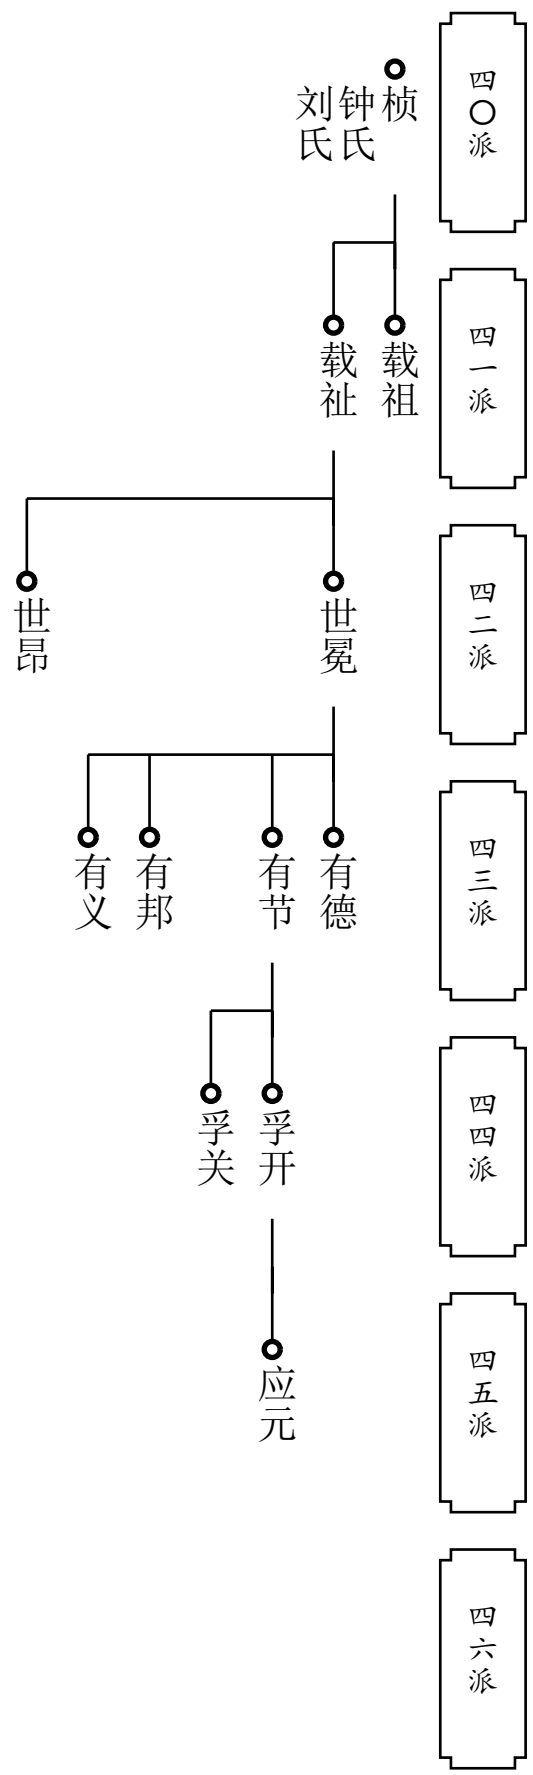 四〇派
桢
钟氏
刘氏
四一派
载祖
载祉
四二派
世冕
世昂
四三派
有德
有节
有邦
有义
四四派
孚开
孚关
四五派
应元
四六派